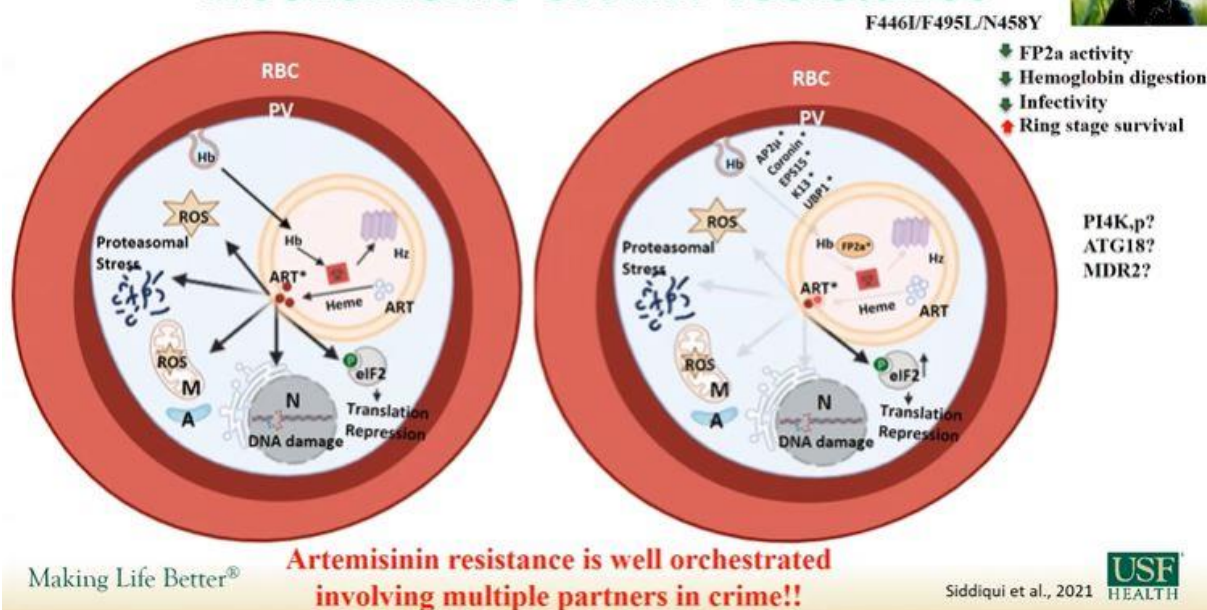 F446I/F495L/N458Y
FP2a activity
Hemoglobin digestion
Infectivity
Ring stage survival
RBC
PV
Hb
ROS
Proteasomal
Stress
Hb
Hz
ART*
Heme
ART
ROS
M
A
N
DNA damage
P
eIF2
Translation
Repression
RBC
PV
Hb
AP2µ *
Coronin *
EPS15 *
K13 *
UBP1 *
ROS
Proteasomal
Stress
Hb
FP2a*
Hz
ART*
Heme
ART
ROS
M
A
N
DNA damage
P
eIF2
Translation
Repression
PI4K,p?
ATG18?
MDR2?
Artemisinin resistance is well orchestrated
involving multiple partners in crime!!
Making Life Better®
Siddiqui et al., 2021
USF
HEALTH